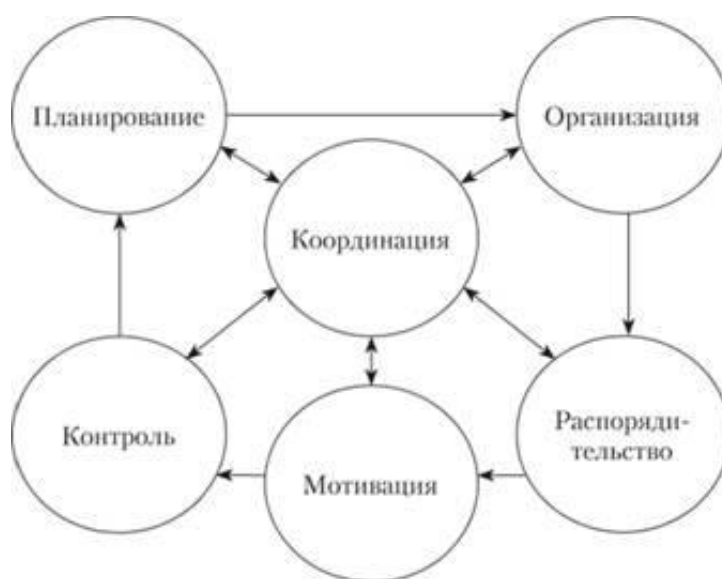 Планирование
Организация
Координация
Контроль
Мотивация
Распоряди-
тельство